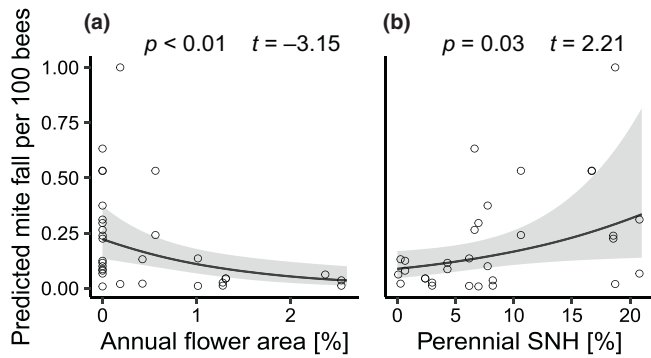 (a)
(b)
p < 0.01 t = –3.15
p = 0.03 t = 2.21
Predicted mite fall per 100 bees
1.00
0.75
0.50
0.25
0.00
0 1 2
0 5 10 15 20
Annual flower area [%]
Perennial SNH [%]